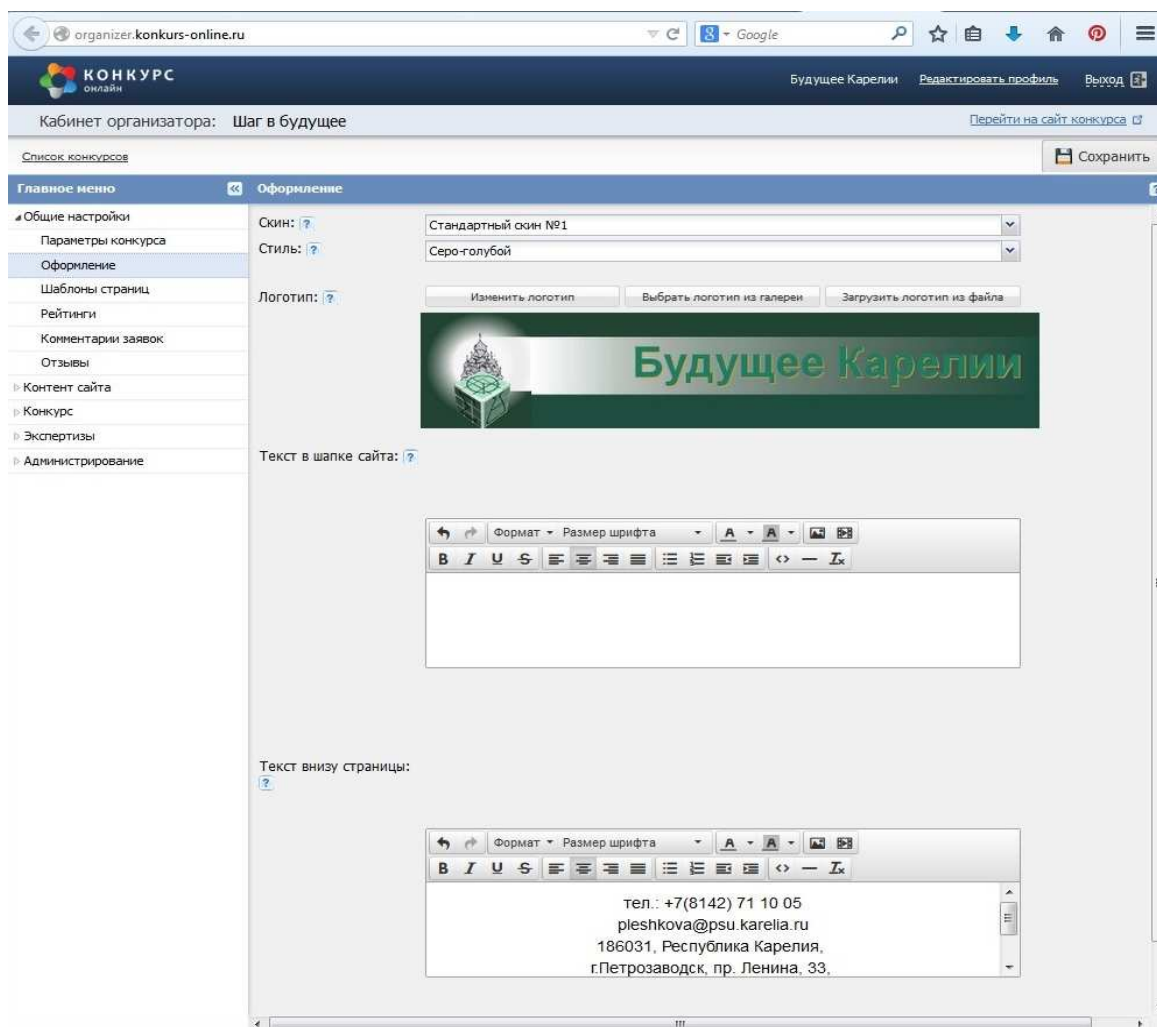 organizer.konkurs-online.ru
8 Google
КОНКУРС
онлайн
Будущее Карелии Редактировать профиль Выход
Кабинет организатора: Шаг в будущее
Перейти на сайт конкурса
Список конкурсов
Сохранить
Главное меню
Оформление
Общие настройки
Параметры конкурса
Оформление
Шаблоны страниц
Рейтинги
Комментарии заявок
Отзывы
Контент сайта
Конкурс
Экспертизы
Администрирование
Скин: ?
Стандартный скин №1
Стиль: ?
Серо-голубой
Логотип: ?
Изменить логотип Выбрать логотип из галереи Загрузить логотип из файла
Будущее Карелии
Текст в шапке сайта: ?
Формат Размер шрифта A A
B I U S Tx
Текст внизу страницы:
?
Формат Размер шрифта A A
B I U S Tx
тел.: +7(8142) 71 10 05
pleshkova@psu.karelia.ru
186031, Республика Карелия,
г.Петрозаводск, пр. Ленина, 33,